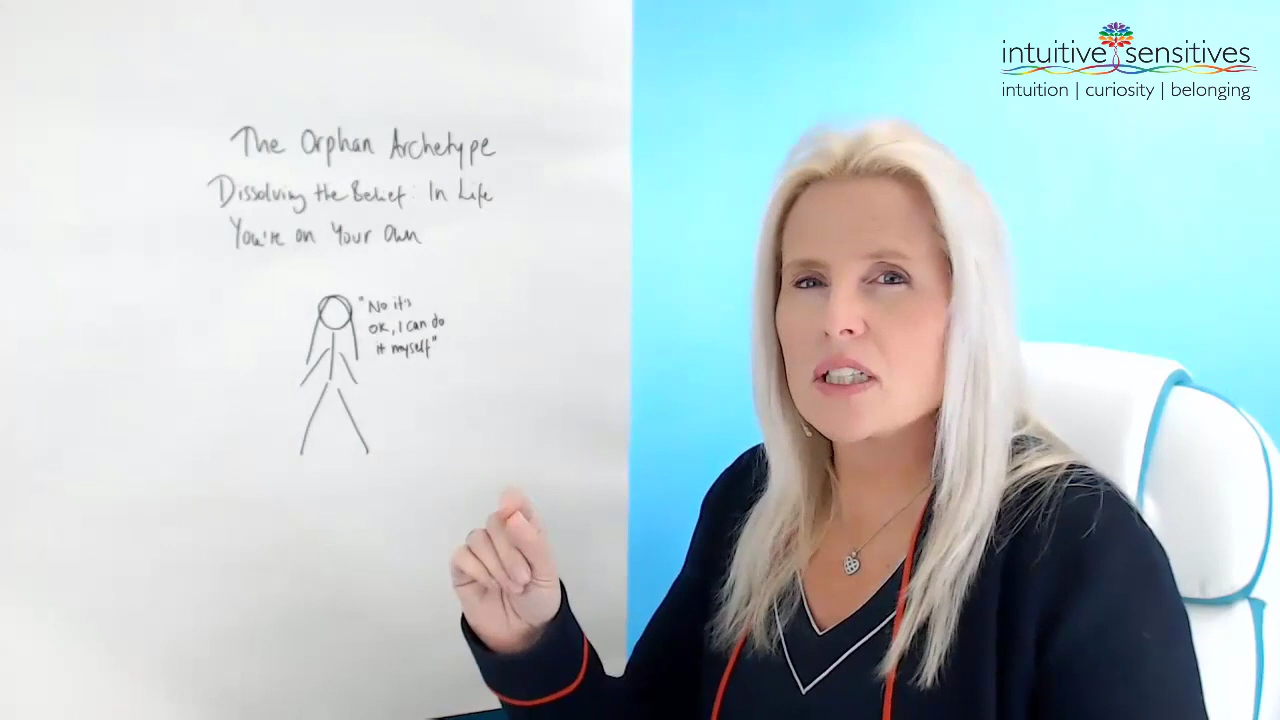 The Orphan Archetype
Dissolving the Belief: In Life
You're on Your Own
"No it's
ok, I can do
it myself"
intuitive sensitives
intuition | curiosity | belonging